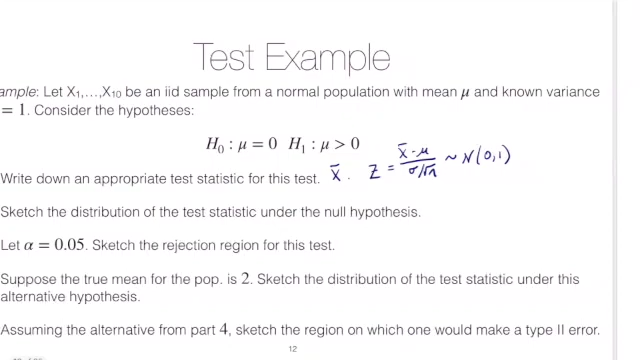 Test Example
ample: Let X1,...,X10 be an iid sample from a normal population with mean μ and known variance
= 1. Consider the hypotheses:
H₀ : μ = 0 H₁ : μ > 0
Write down an appropriate test statistic for this test. X̄ . Z = (X̄ - μ)/(σ/√n) ~ N(0,1)
Sketch the distribution of the test statistic under the null hypothesis.
Let α = 0.05. Sketch the rejection region for this test.
Suppose the true mean for the pop. is 2. Sketch the distribution of the test statistic under this
alternative hypothesis.
Assuming the alternative from part 4, sketch the region on which one would make a type II error.
12